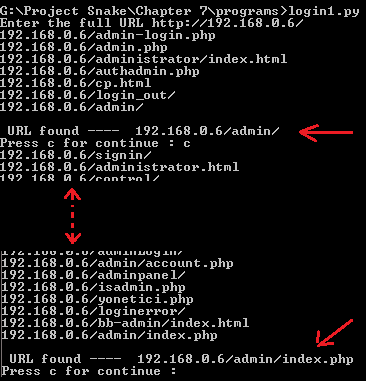 G:\Project Snake\Chapter 7\programs>login1.py
Enter the full URL http://192.168.0.6/
192.168.0.6/admin-login.php
192.168.0.6/admin.php
192.168.0.6/administrator/index.html
192.168.0.6/authadmin.php
192.168.0.6/cp.html
192.168.0.6/login_out/
192.168.0.6/admin/
URL found ---- 192.168.0.6/admin/
Press c for continue : c
192.168.0.6/signin/
192.168.0.6/administrator.html
192.168.0.6/control/
192.168.0.6/adminLogin/
192.168.0.6/admin/account.php
192.168.0.6/adminpanel/
192.168.0.6/isadmin.php
192.168.0.6/yonetici.php
192.168.0.6/loginerror/
192.168.0.6/bb-admin/index.html
192.168.0.6/admin/index.php
URL found ---- 192.168.0.6/admin/index.php
Press c for continue :